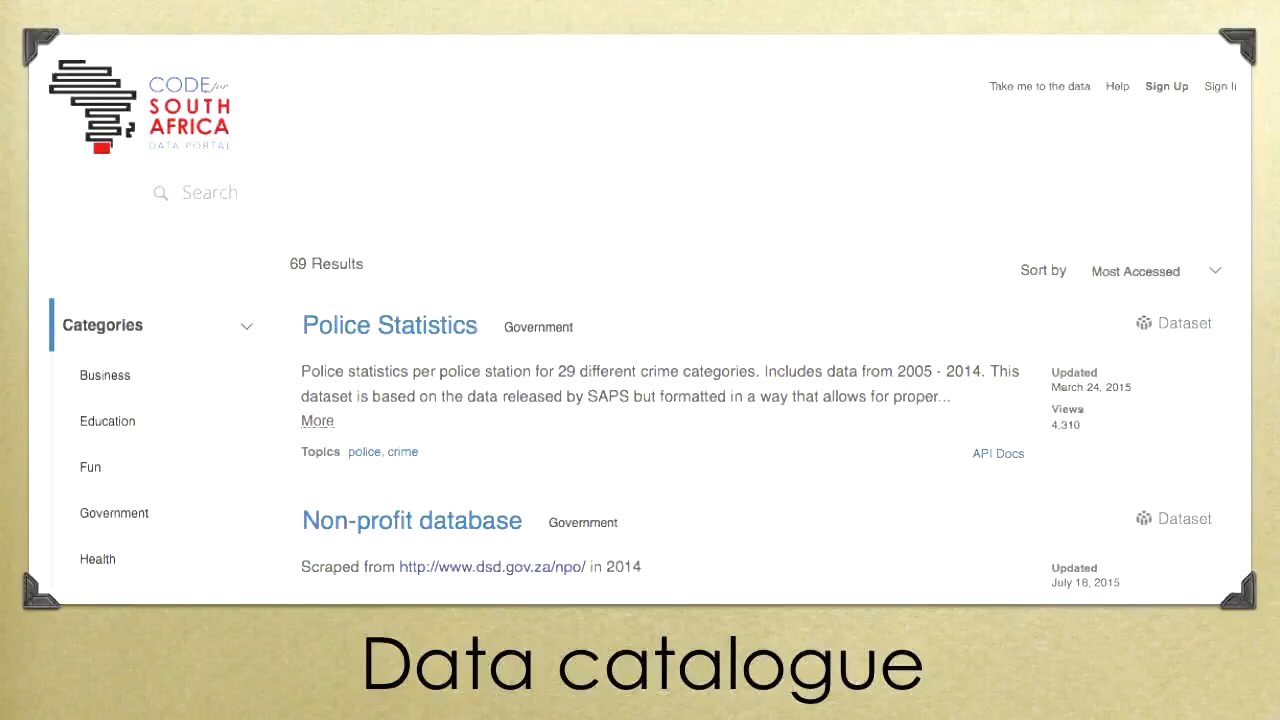 CODE for
SOUTH
AFRICA
DATA PORTAL
Take me to the data Help Sign Up Sign I
Search
69 Results
Sort by Most Accessed
Categories
Business
Education
Fun
Government
Health
Police Statistics Government
Dataset
Police statistics per police station for 29 different crime categories. Includes data from 2005 - 2014. This
dataset is based on the data released by SAPS but formatted in a way that allows for proper...
More
Topics police, crime
API Docs
Updated
March 24, 2015
Views
4,310
Non-profit database Government
Dataset
Scraped from http://www.dsd.gov.za/npo/ in 2014
Updated
July 18, 2015
Data catalogue